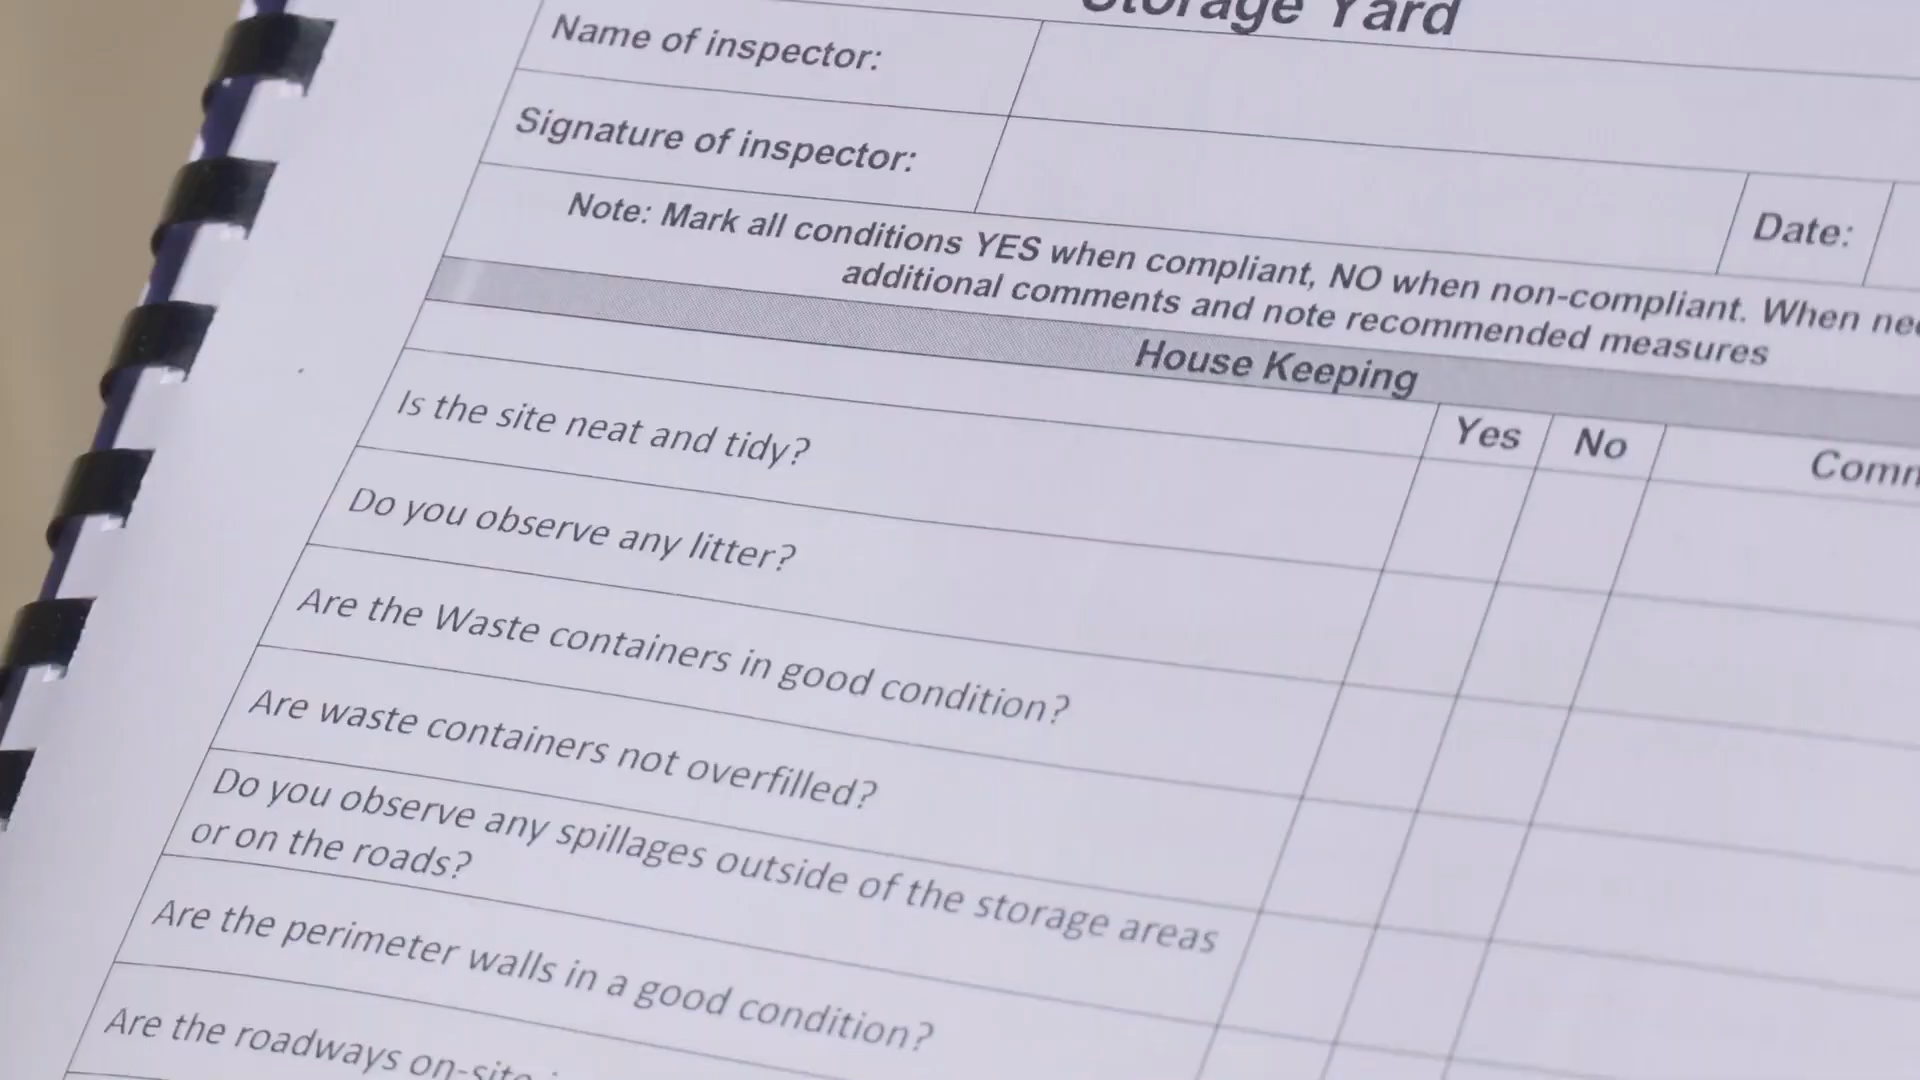 Storage Yard
Name of inspector:
Signature of inspector:
Date:
Note: Mark all conditions YES when compliant, NO when non-compliant. When
additional comments and note recommended measures
House Keeping
Yes No
Is the site neat and tidy?
Do you observe any litter?
Are the Waste containers in good condition?
Are waste containers not overfilled?
Do you observe any spillages outside of the storage areas
or on the roads?
Are the perimeter walls in a good condition?
Are the roadways on-site